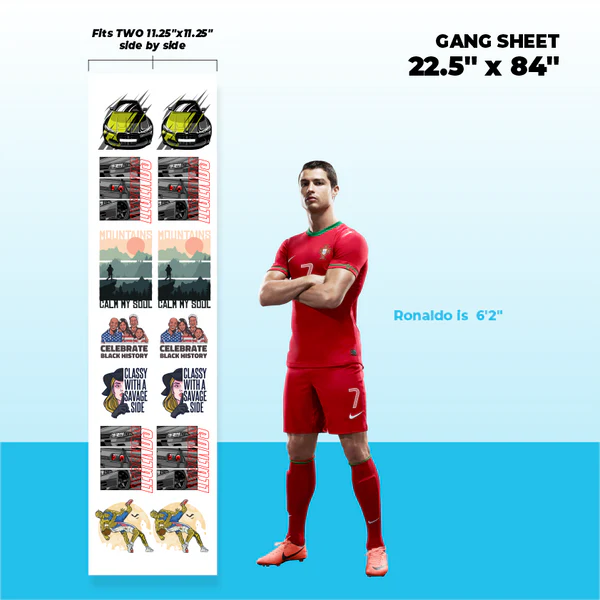 Fits TWO 11.25"x11.25"
side by side
GANG SHEET
22.5" x 84"
CONTROL
CONTROL
MOUNTAINS
MOUNTAINS
CALM MY SOUL
CALM MY SOUL
CELEBRATE
BLACK HISTORY
CELEBRATE
BLACK HISTORY
CLASSY
WITH A
SAVAGE
SIDE
CLASSY
WITH A
SAVAGE
SIDE
7
Ronaldo is 6'2"
7